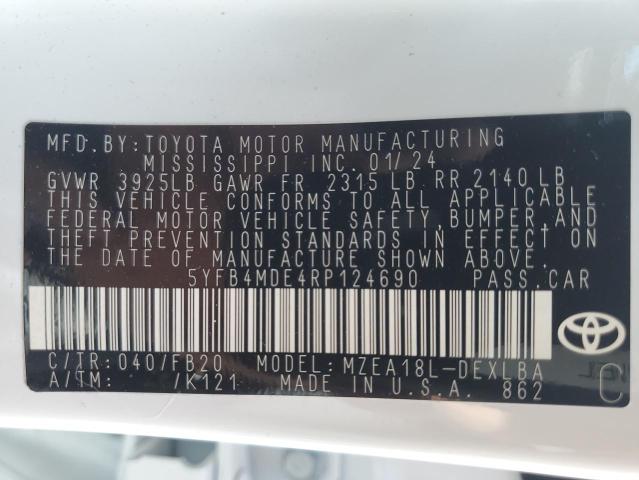 MFD. BY: TOYOTA MOTOR MANUFACTURING
MISSISSIPPI INC. 01/24
GVWR 3925LB GAWR FR 2315 LB RR 2140 LB
THIS VEHICLE CONFORMS TO ALL APPLICABLE
FEDERAL MOTOR VEHICLE SAFETY, BUMPER, AND
THEFT PREVENTION STANDARDS IN EFFECT ON
THE DATE OF MANUFACTURE SHOWN ABOVE.
5YFB4MDE4RP124690 PASS. CAR
C/TR: 040/FB20 MODEL: MZEA18L-DEXLBA
A/TM: /K121 MADE IN U.S.A. 862
C